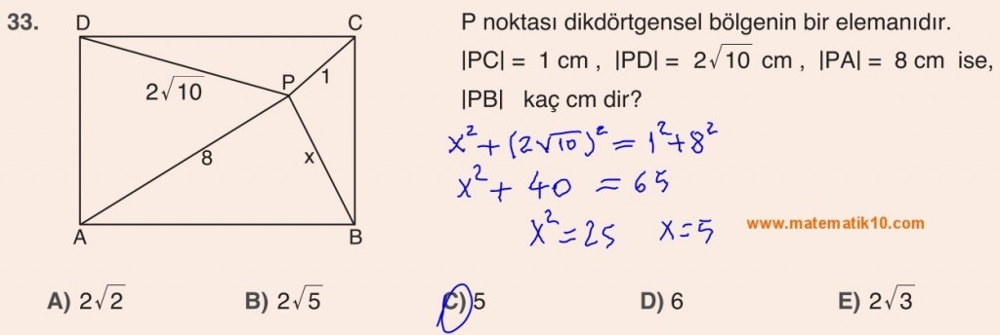 33.
D
C
P noktası dikdörtgensel bölgenin bir elemanıdır.
|PC| = 1 cm , |PD| = 2√10 cm , |PA| = 8 cm ise,
|PB| kaç cm dir?
P
1
2√10
8
x
A
B
x² + (2√10)² = 1² + 8²
x² + 40 = 65
x² = 25 x = 5
www.matematik10.com
A) 2√2 B) 2√5 C) 5 D) 6 E) 2√3